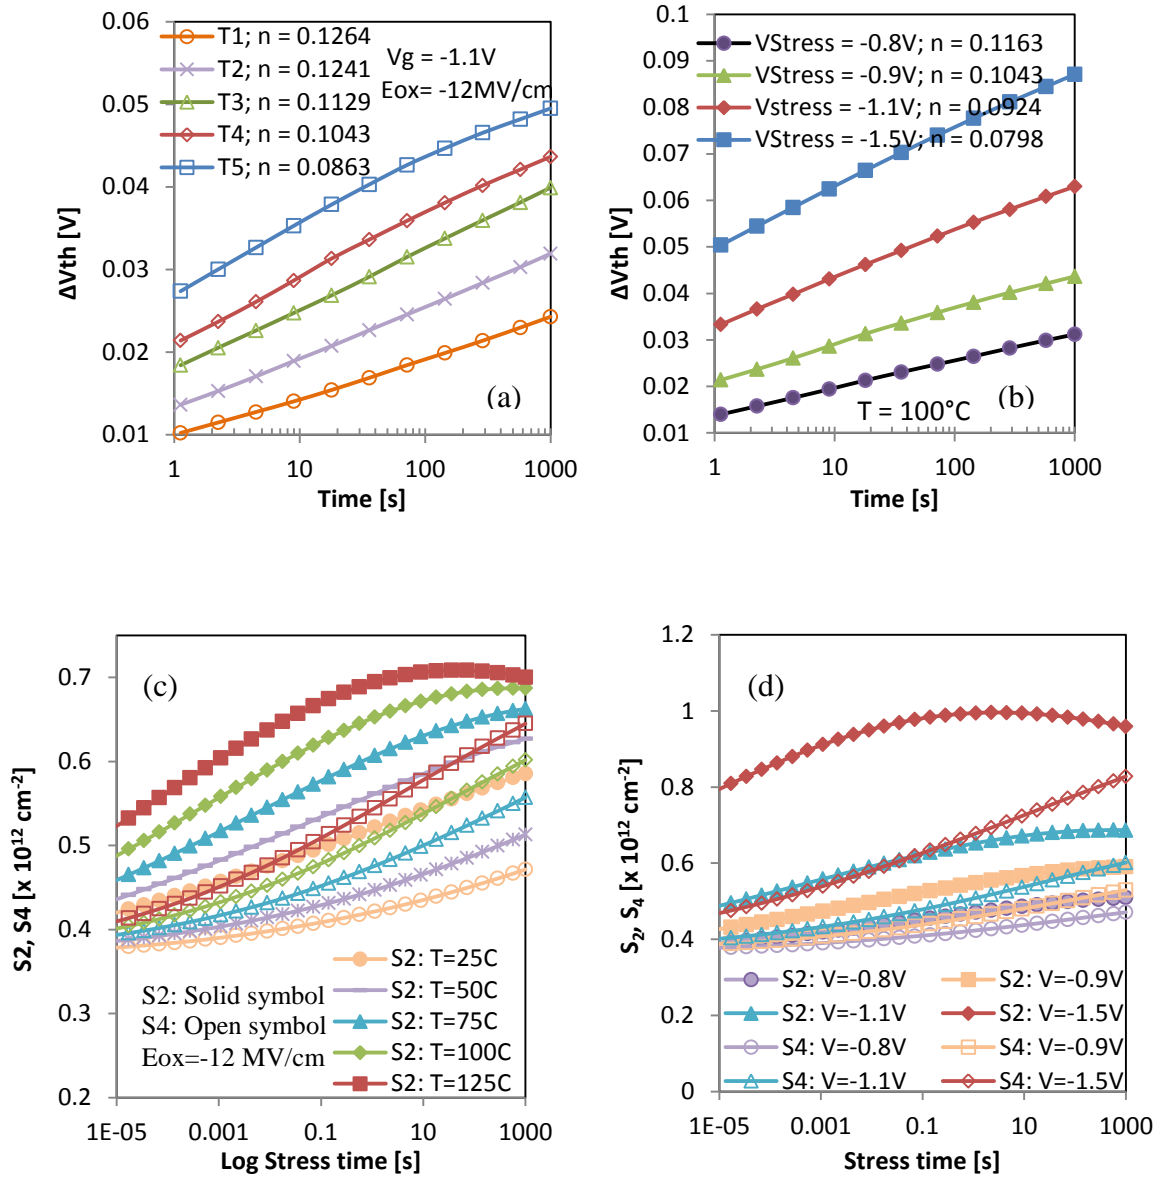 0.06
0.05
0.04
0.03
0.02
0.01
ΔVth [V]
T1; n = 0.1264
T2; n = 0.1241
T3; n = 0.1129
T4; n = 0.1043
T5; n = 0.0863
Vg = -1.1V
Eox= -12MV/cm
(a)
1 10 100 1000
Time [s]
0.1
0.09
0.08
0.07
0.06
0.05
0.04
0.03
0.02
0.01
ΔVth [V]
VStress = -0.8V; n = 0.1163
VStress = -0.9V; n = 0.1043
Vstress = -1.1V; n = 0.0924
VStress = -1.5V; n = 0.0798
T = 100°C
(b)
1 10 100 1000
Time [s]
0.7
0.6
0.5
0.4
0.3
0.2
S2, S4 [x 10¹² cm⁻²]
(c)
S2: Solid symbol
S4: Open symbol
Eox=-12 MV/cm
S2: T=25C
S2: T=50C
S2: T=75C
S2: T=100C
S2: T=125C
1E-05 0.001 0.1 10 1000
Log Stress time [s]
1.2
1
0.8
0.6
0.4
0.2
0
S₂, S₄ [x 10¹² cm⁻²]
(d)
S2: V=-0.8V S2: V=-0.9V
S2: V=-1.1V S2: V=-1.5V
S4: V=-0.8V S4: V=-0.9V
S4: V=-1.1V S4: V=-1.5V
1E-05 0.001 0.1 10 1000
Stress time [s]